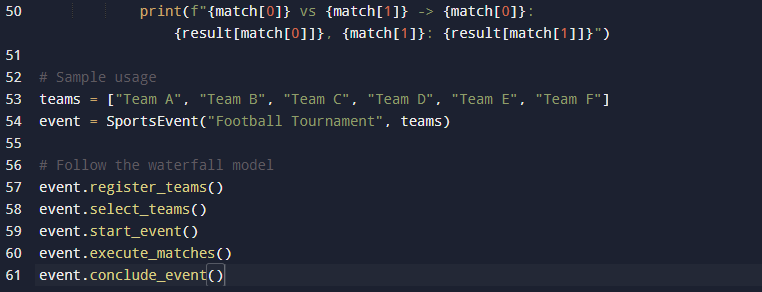 50 print(f"{match[0]} vs {match[1]} -> {match[0]}:
{result[match[0]]}, {match[1]}: {result[match[1]]}")
51
52 # Sample usage
53 teams = ["Team A", "Team B", "Team C", "Team D", "Team E", "Team F"]
54 event = SportsEvent("Football Tournament", teams)
55
56 # Follow the waterfall model
57 event.register_teams()
58 event.select_teams()
59 event.start_event()
60 event.execute_matches()
61 event.conclude_event()